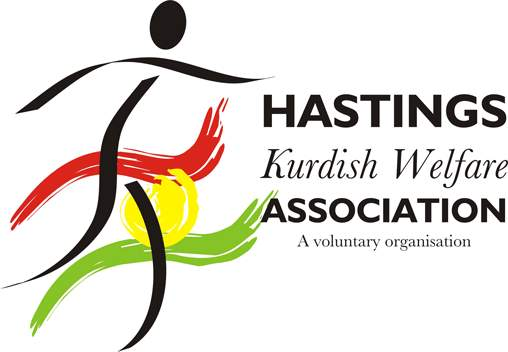 HASTINGS
Kurdish Welfare
ASSOCIATION
A voluntary organisation